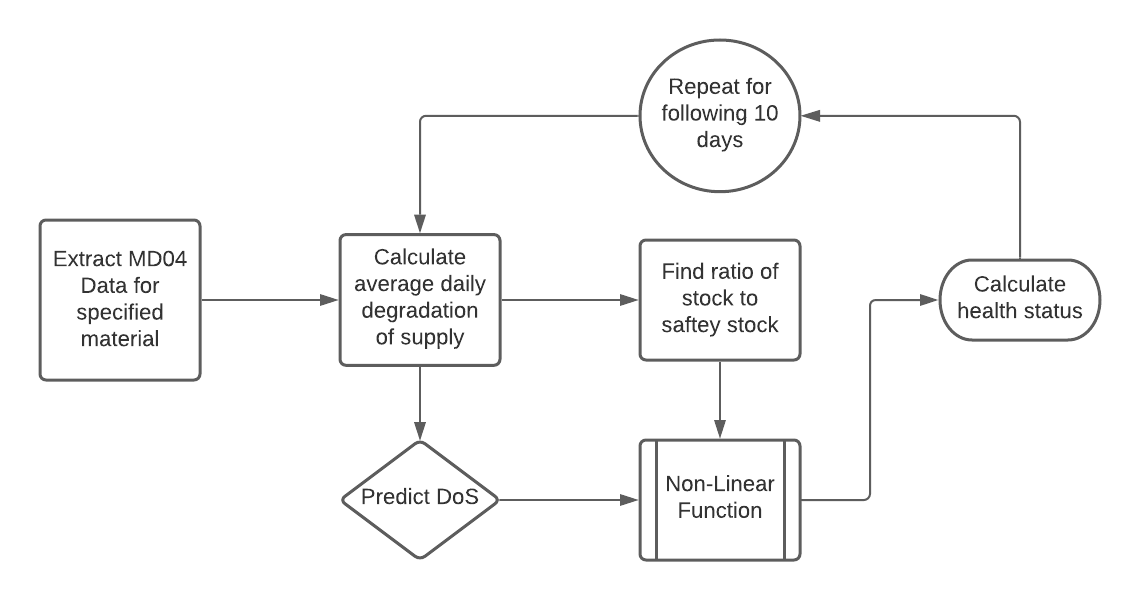 Repeat for
following 10
days
Extract MD04
Data for
specified
material
Calculate
average daily
degradation
of supply
Find ratio of
stock to
saftey stock
Calculate
health status
Predict DoS
Non-Linear
Function